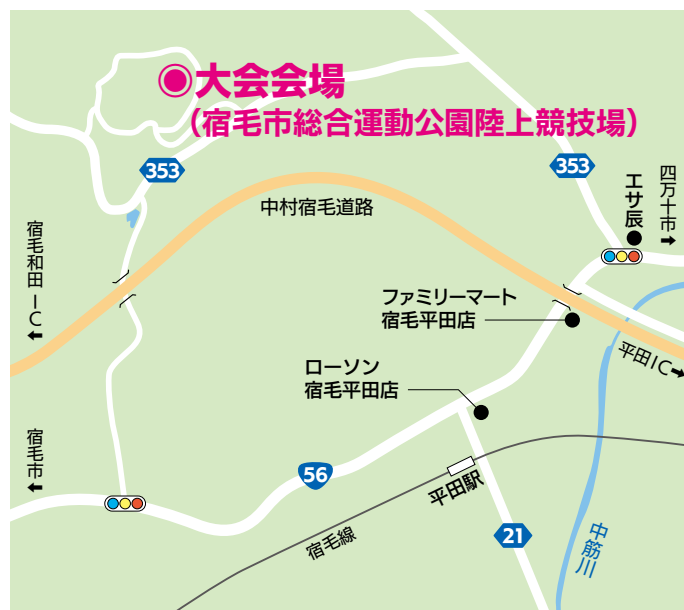 ◉大会会場
（宿毛市総合運動公園陸上競技場）
353
353
四万十市
エサ辰
中村宿毛道路
宿毛和田IC
ファミリーマート
宿毛平田店
平田IC
ローソン
宿毛平田店
宿毛市
56
平田駅
21
宿毛線
中筋川